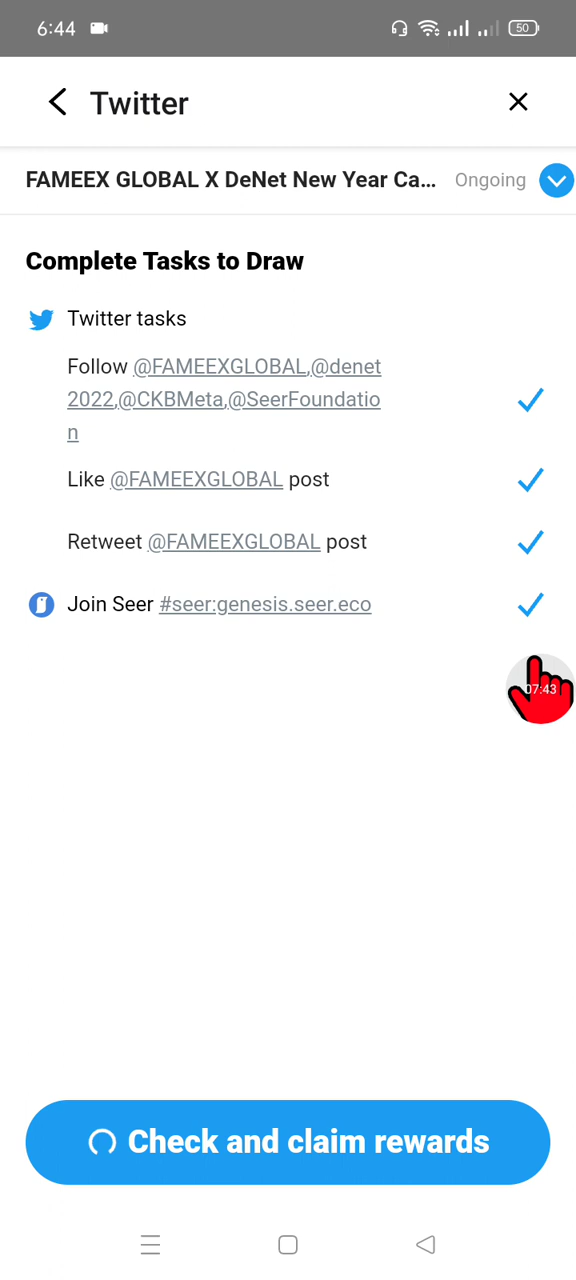 6:44
50
Twitter
FAMEEX GLOBAL X DeNet New Year Ca... Ongoing
Complete Tasks to Draw
Twitter tasks
Follow @FAMEEXGLOBAL,@denet
2022,@CKBMeta,@SeerFoundatio
n
Like @FAMEEXGLOBAL post
Retweet @FAMEEXGLOBAL post
Join Seer #seer:genesis.seer.eco
07:43
Check and claim rewards